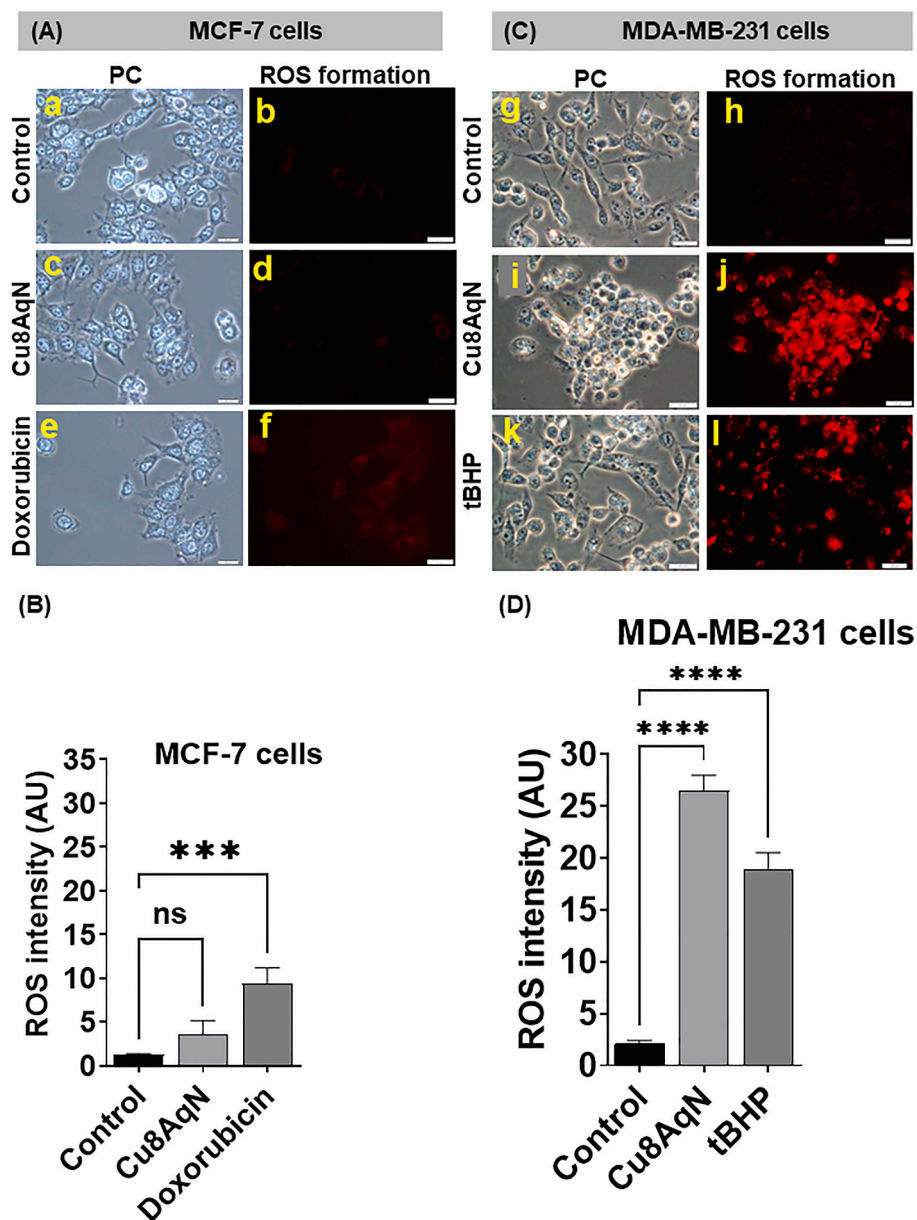 (A) MCF-7 cells
PC ROS formation
Control
a
b
Cu8AqN
c
d
Doxorubicin
e
f
(B)
MCF-7 cells
ROS intensity (AU)
35
30
25
20
15
10
5
0
***
ns
Control
Cu8AqN
Doxorubicin
(C) MDA-MB-231 cells
PC ROS formation
Control
g
h
Cu8AqN
i
j
tBHP
k
l
(D)
MDA-MB-231 cells
ROS intensity (AU)
30
25
20
15
10
5
0
****
****
Control
Cu8AqN
tBHP